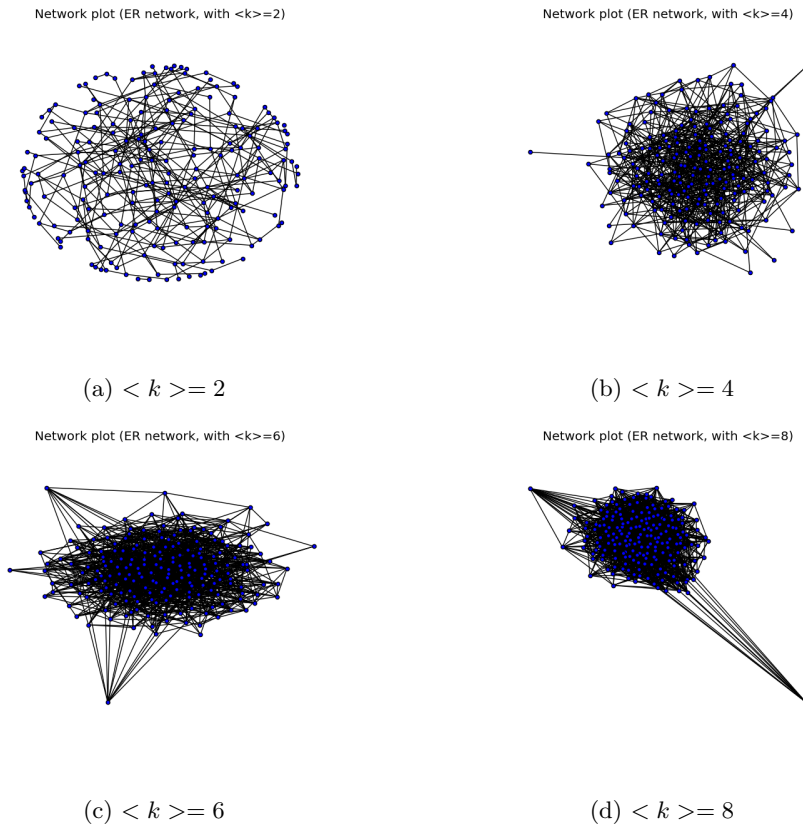 Network plot (ER network, with <k>=2)
Network plot (ER network, with <k>=4)
(a) < k >= 2
(b) < k >= 4
Network plot (ER network, with <k>=6)
Network plot (ER network, with <k>=8)
(c) < k >= 6
(d) < k >= 8